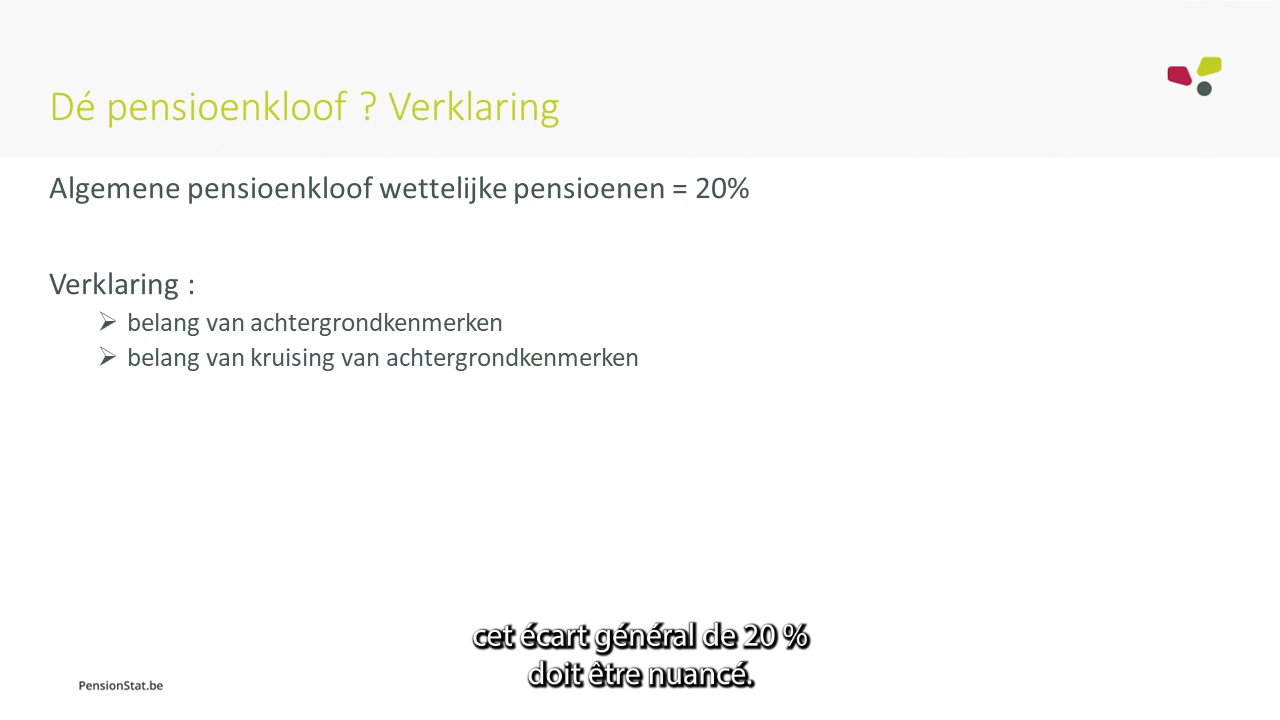 Dé pensioenkloof ? Verklaring
Algemene pensioenkloof wettelijke pensioenen = 20%
Verklaring :
belang van achtergrondkenmerken
belang van kruising van achtergrondkenmerken
cet écart général de 20 %
doit être nuancé.
PensionStat.be